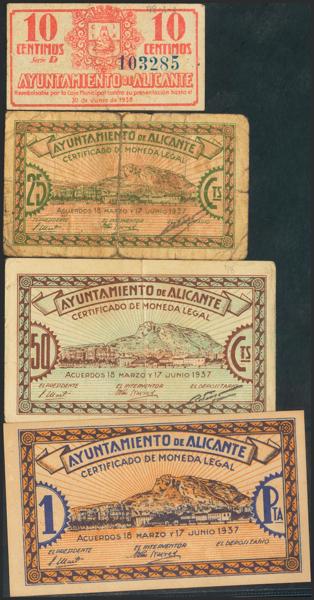 10 10
CENTIMOS CENTIMOS
Serie D 103285
AYUNTAMIENTO DE ALICANTE
Reembolsable por la Caja Municipal contra su presentación hasta el
30 de Junio de 1938
AYUNTAMIENTO DE ALICANTE
CERTIFICADO DE MONEDA LEGAL
25 CTS
ACUERDOS 18 MARZO Y 17 JUNIO 1937
AYUNTAMIENTO DE ALICANTE
CERTIFICADO DE MONEDA LEGAL
50 CTS
ACUERDOS 18 MARZO Y 17 JUNIO 1937
EL PRESIDENTE EL INTERVENTOR EL DEPOSITARIO
AYUNTAMIENTO DE ALICANTE
CERTIFICADO DE MONEDA LEGAL
1 PTA
ACUERDOS 18 MARZO Y 17 JUNIO 1937
EL PRESIDENTE EL INTERVENTOR EL DEPOSITARIO